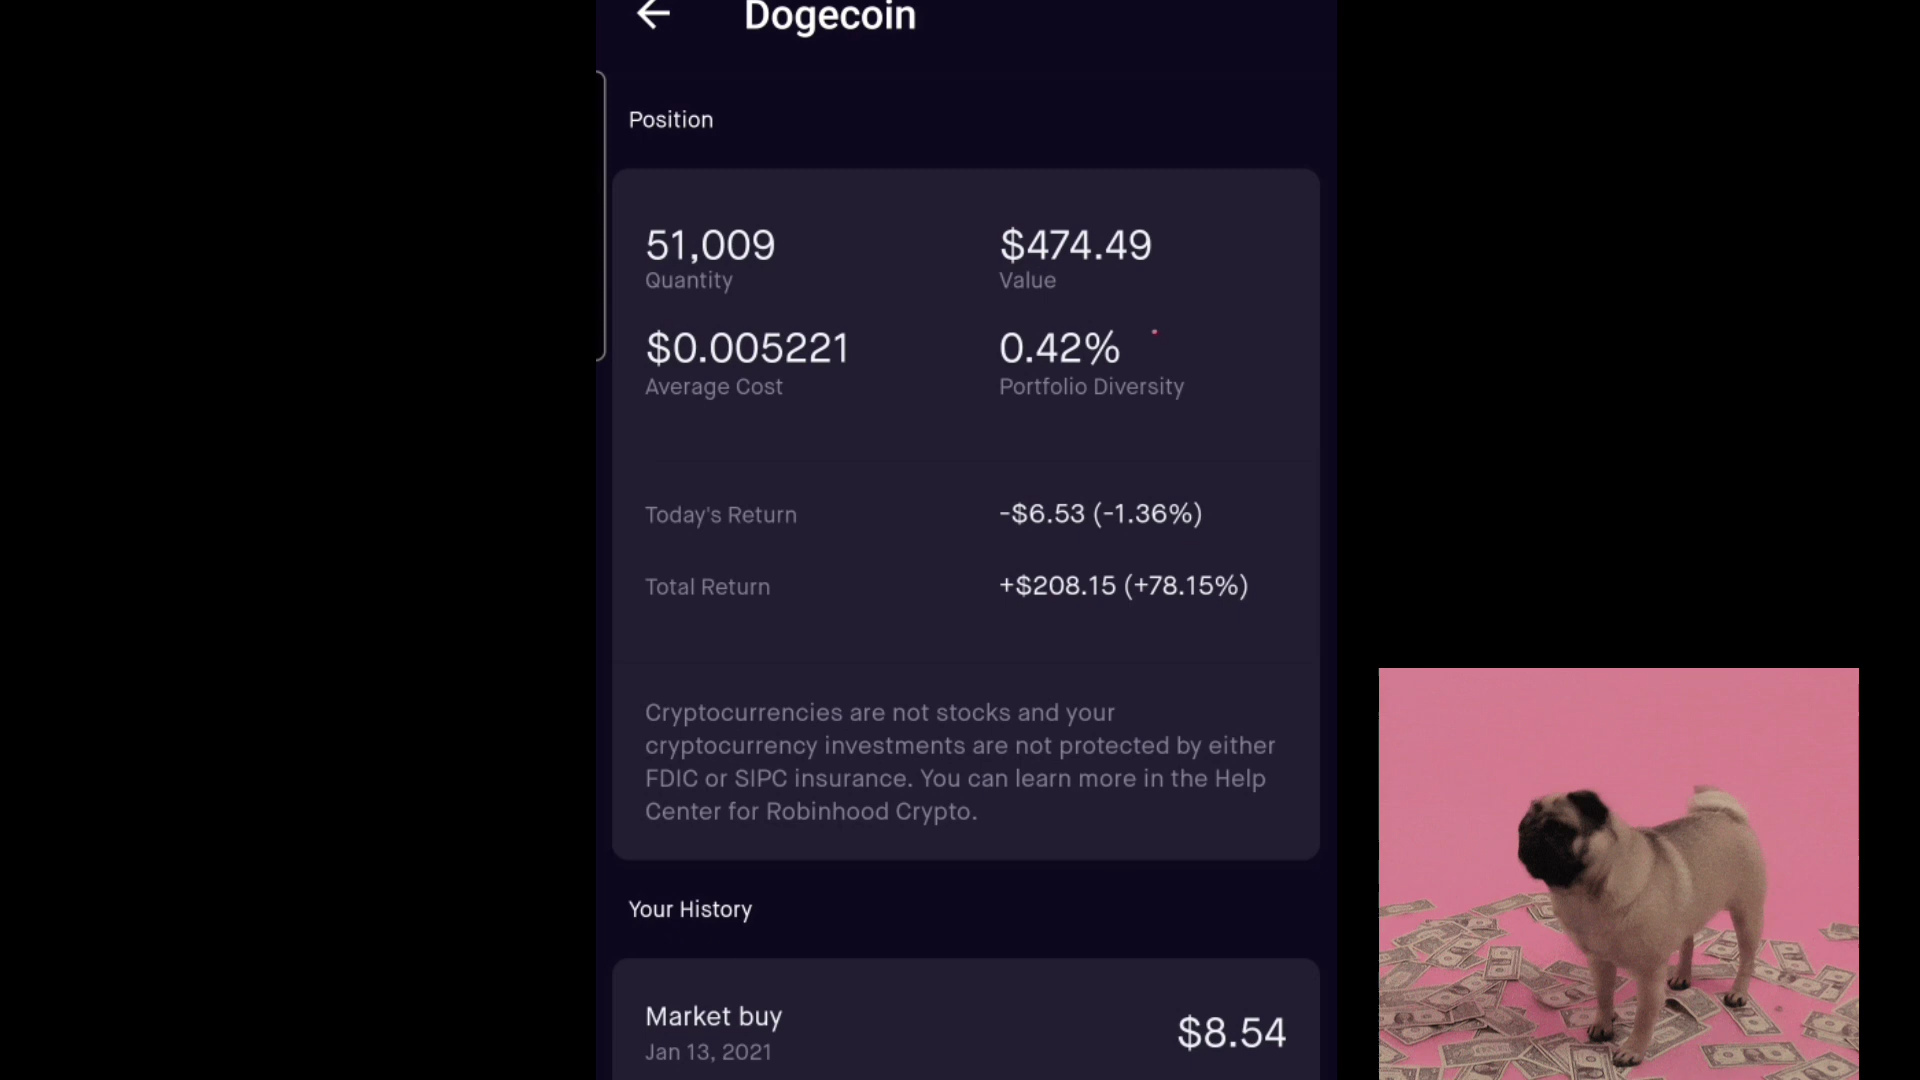 Dogecoin
Position
51,009
Quantity
$474.49
Value
$0.005221
Average Cost
0.42%
Portfolio Diversity
Today's Return
-$6.53 (-1.36%)
Total Return
+$208.15 (+78.15%)
Cryptocurrencies are not stocks and your
cryptocurrency investments are not protected by either
FDIC or SIPC insurance. You can learn more in the Help
Center for Robinhood Crypto.
Your History
Market buy
Jan 13, 2021
$8.54